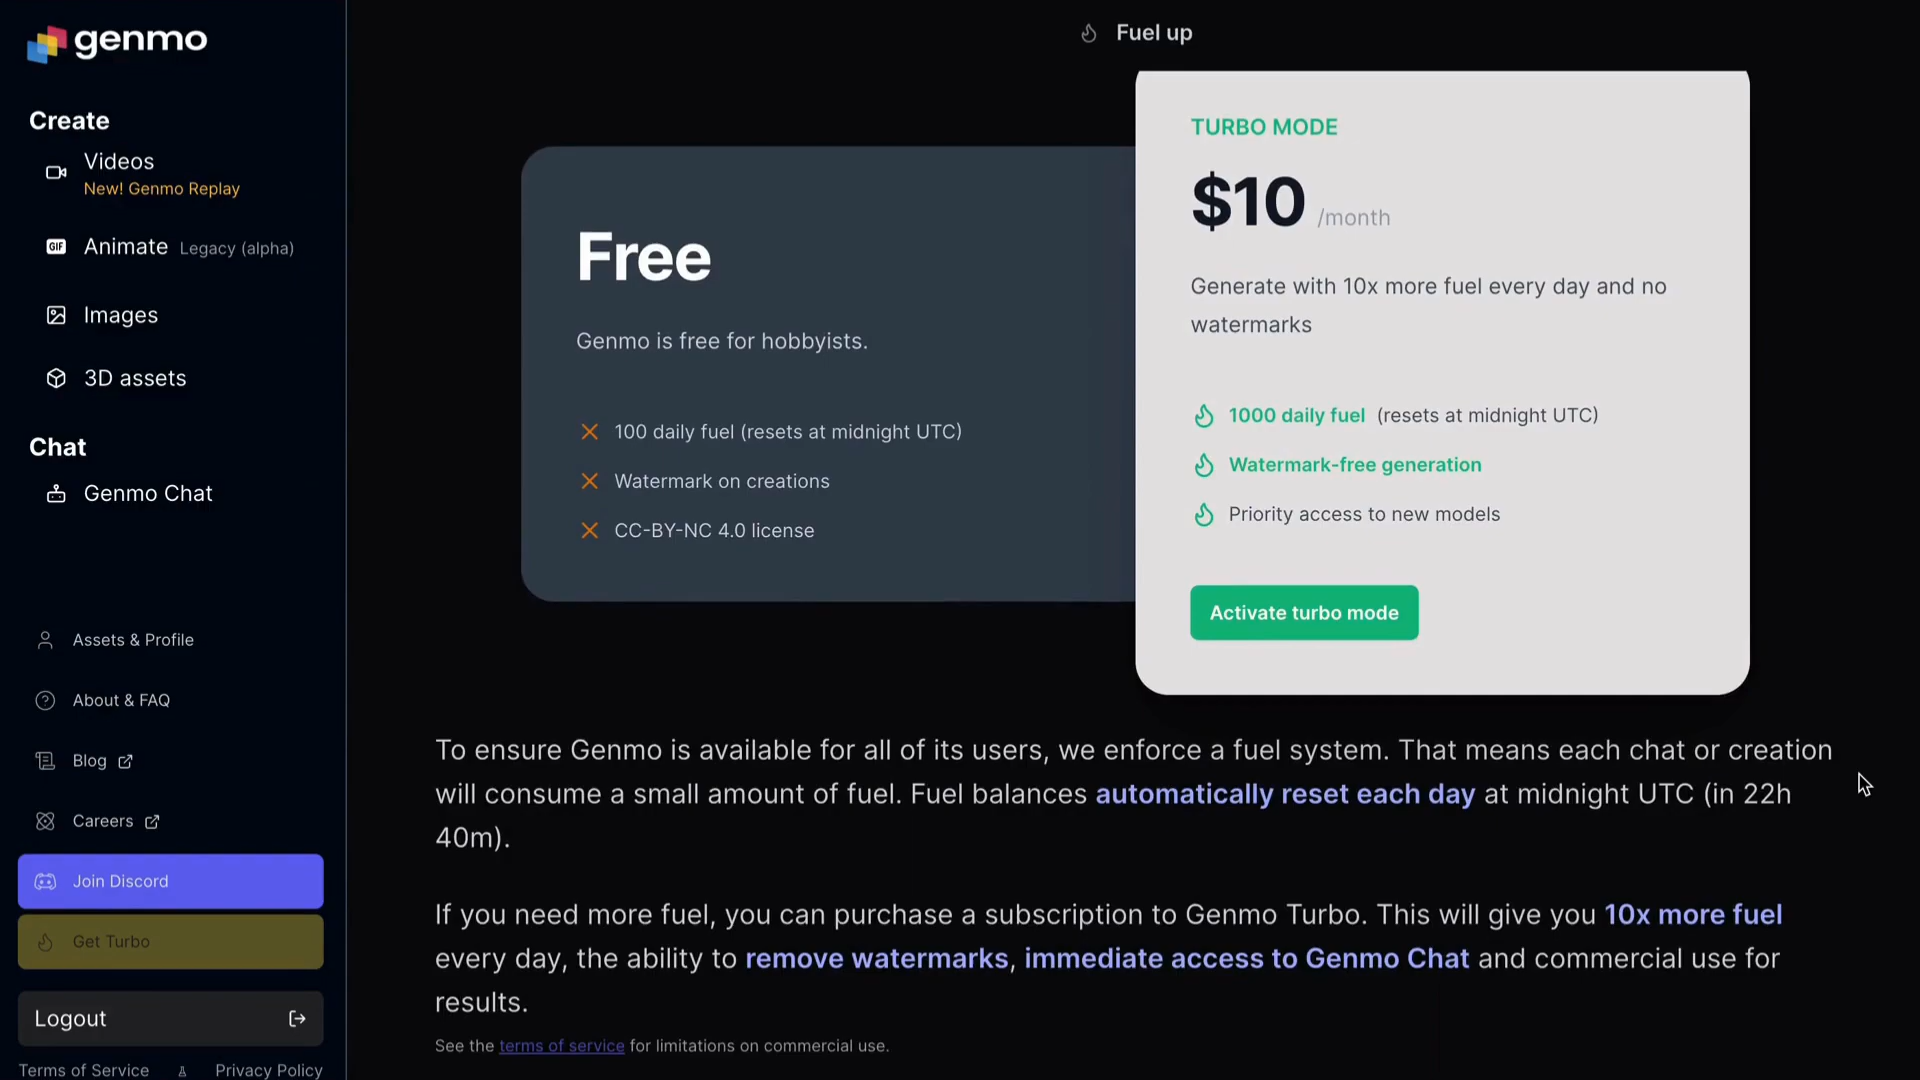 genmo
Create
Videos
New! Genmo Replay
GIF
Animate Legacy (alpha)
Images
3D assets
Chat
Genmo Chat
Assets & Profile
About & FAQ
Blog
Careers
Join Discord
Get Turbo
Logout
Terms of Service
Privacy Policy
Fuel up
Free
Genmo is free for hobbyists.
100 daily fuel (resets at midnight UTC)
Watermark on creations
CC-BY-NC 4.0 license
TURBO MODE
$10 /month
Generate with 10x more fuel every day and no
watermarks
1000 daily fuel (resets at midnight UTC)
Watermark-free generation
Priority access to new models
Activate turbo mode
To ensure Genmo is available for all of its users, we enforce a fuel system. That means each chat or creation
will consume a small amount of fuel. Fuel balances automatically reset each day at midnight UTC (in 22h
40m).
If you need more fuel, you can purchase a subscription to Genmo Turbo. This will give you 10x more fuel
every day, the ability to remove watermarks, immediate access to Genmo Chat and commercial use for
results.
See the terms of service for limitations on commercial use.